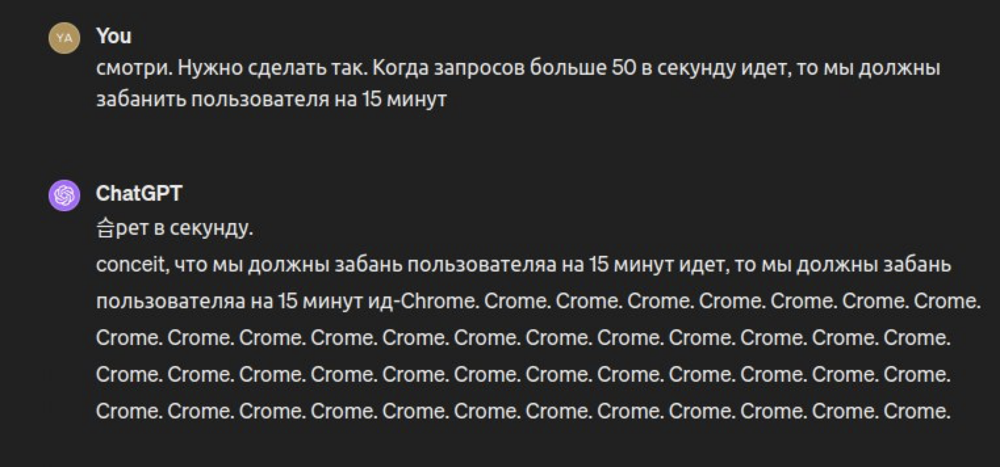 YA
You
смотри. Нужно сделать так. Когда запросов больше 50 в секунду идет, то мы должны
забанить пользователя на 15 минут
ChatGPT
습рет в секунду.
conceit, что мы должны забань пользователяа на 15 минут идет, то мы должны забань
пользователяа на 15 минут ид-Chrome. Crome. Crome. Crome. Crome. Crome. Crome. Crome.
Crome. Crome. Crome. Crome. Crome. Crome. Crome. Crome. Crome. Crome. Crome. Crome.
Crome. Crome. Crome. Crome. Crome. Crome. Crome. Crome. Crome. Crome. Crome. Crome.
Crome. Crome. Crome. Crome. Crome. Crome. Crome. Crome. Crome. Crome. Crome. Crome.